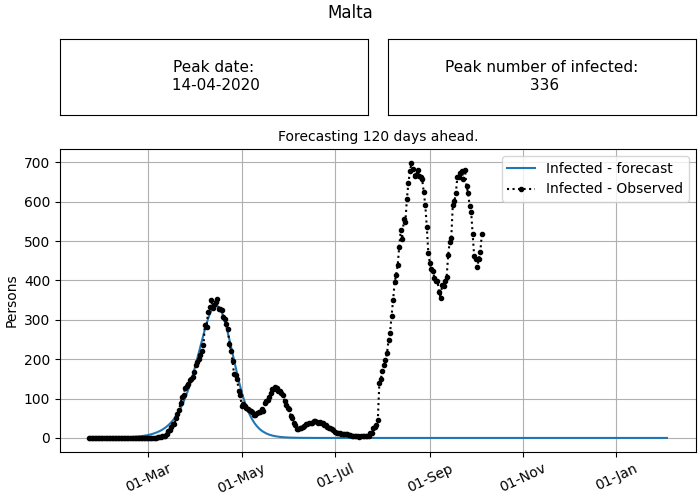 Malta
Peak date:
14-04-2020
Peak number of infected:
336
Forecasting 120 days ahead.
Infected - forecast
Infected - Observed
Persons
700
600
500
400
300
200
100
0
01-Mar
01-May
01-Jul
01-Sep
01-Nov
01-Jan